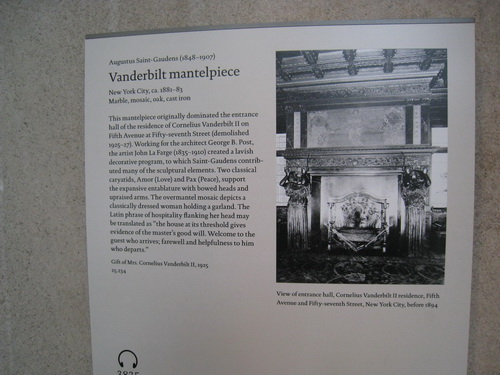 Augustus Saint-Gaudens (1848–1907)
Vanderbilt mantelpiece
New York City, ca. 1881–83
Marble, mosaic, oak, cast iron
This mantelpiece originally dominated the entrance
hall of the residence of Cornelius Vanderbilt II on
Fifth Avenue at Fifty-seventh Street (demolished
1925–27). Working for the architect George B. Post,
the artist John La Farge (1835–1910) created a lavish
decorative program, to which Saint-Gaudens contrib-
uted many of the sculptural elements. Two classical
caryatids, Amor (Love) and Pax (Peace), support
the expansive entablature with bowed heads and
upraised arms. The overmantel mosaic depicts a
classically dressed woman holding a garland. The
Latin phrase of hospitality flanking her head may
be translated as "the house at its threshold gives
evidence of the master's good will. Welcome to the
guest who arrives; farewell and helpfulness to him
who departs."
Gift of Mrs. Cornelius Vanderbilt II, 1925
25.234
View of entrance hall, Cornelius Vanderbilt II residence, Fifth
Avenue and Fifty-seventh Street, New York City, before 1894